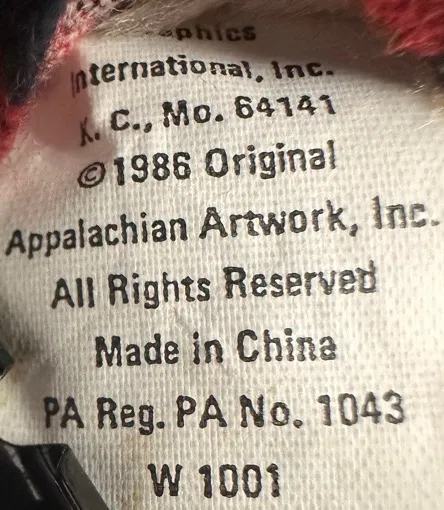 International, Inc.
K. C., Mo. 64141
©1986 Original
Appalachian Artwork, Inc.
All Rights Reserved
Made in China
PA Reg. PA No. 1043
W 1001